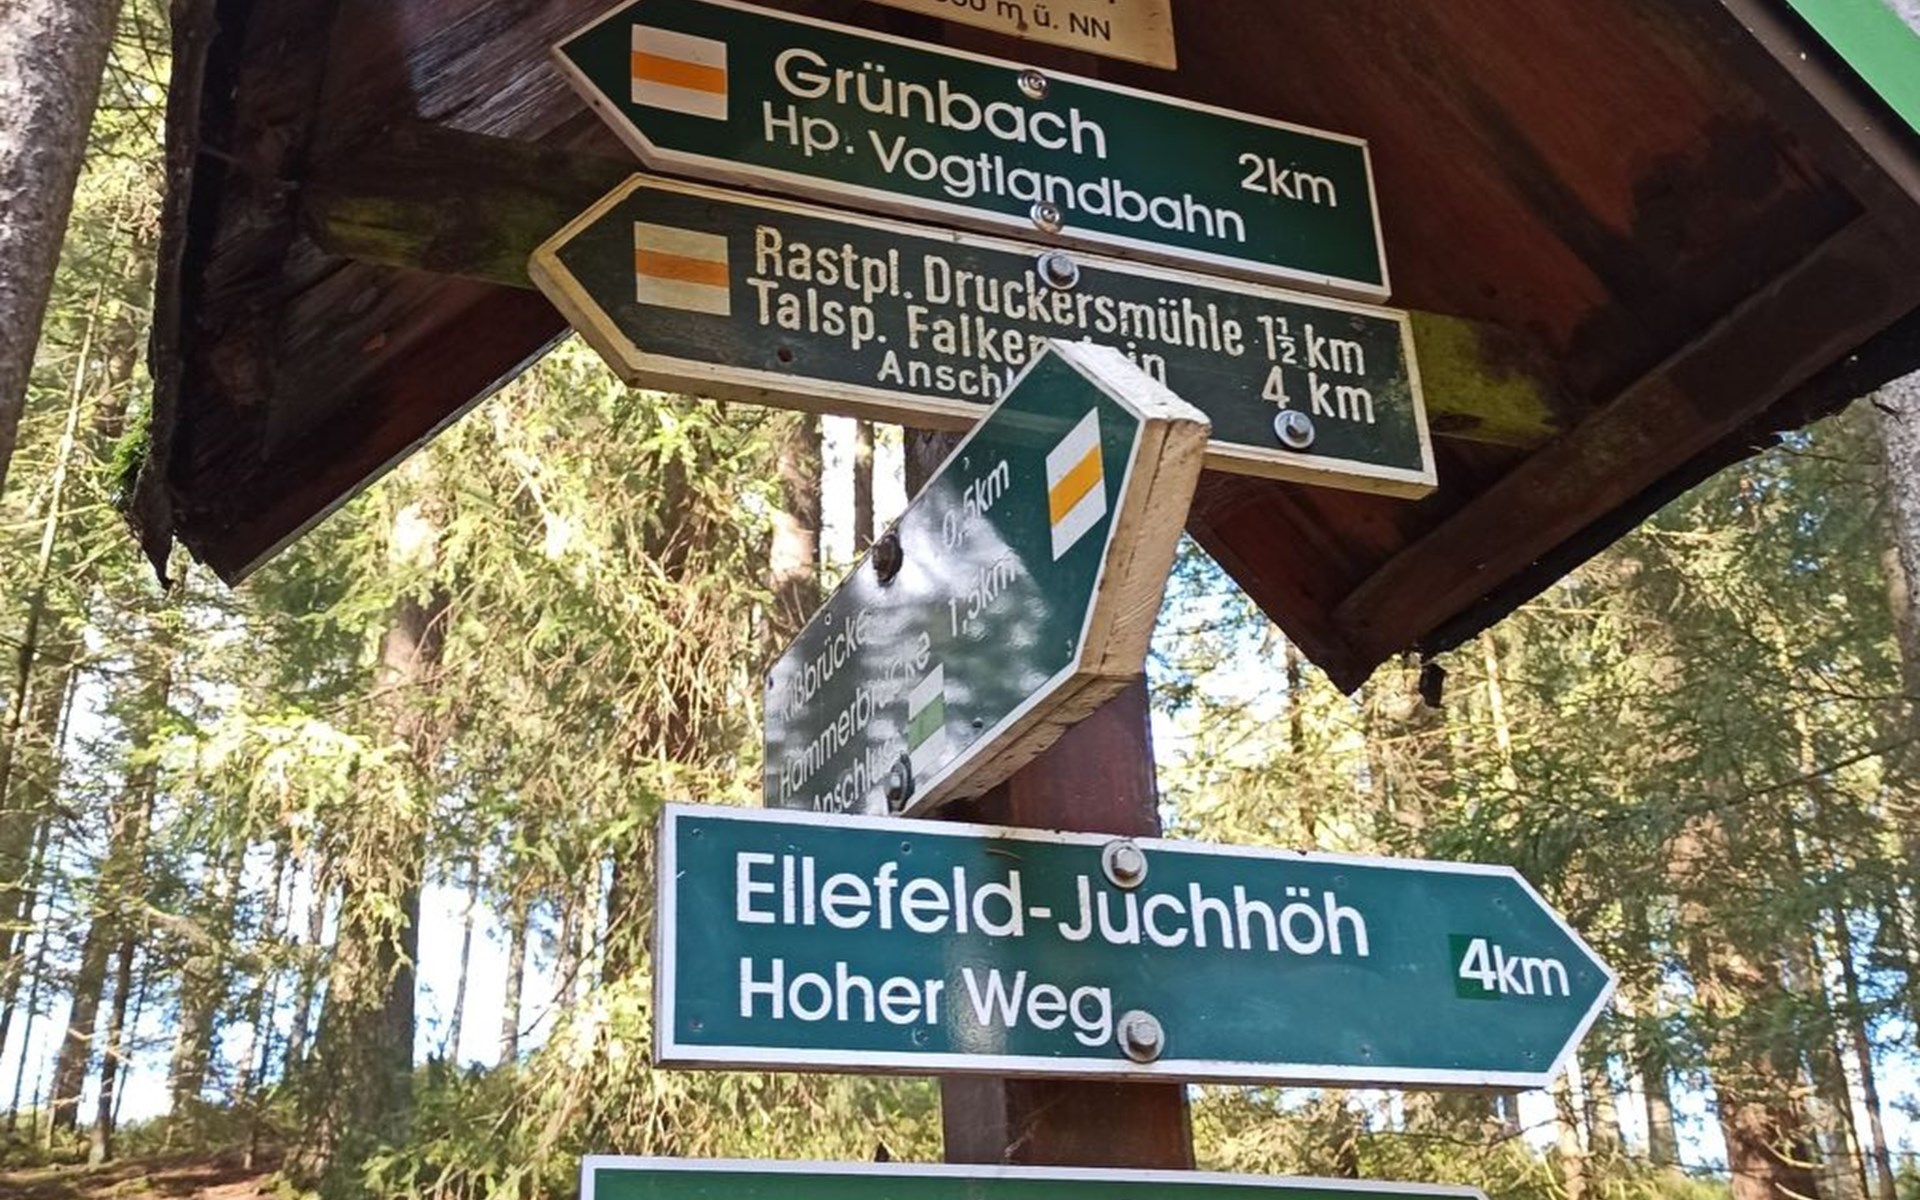 m ü. NN
Grünbach
Hp. Vogtlandbahn 2km
Rastpl. Druckersmühle 1½ km
Talsp. 4 km
0,5km
Hammerbrücke 1,5km
Ellefeld-Juchhöh
Hoher Weg 4km